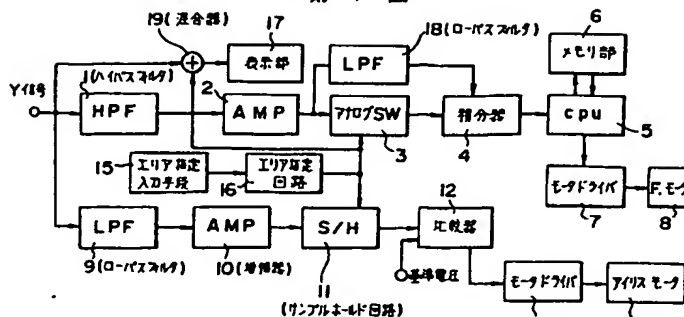 19(混合器)
17
表示部
18(ローパスフィルタ)
LPF
6
メモリ部
1(ハイパスフィルタ)
Y信号
HPF
2
AMP
アナログSW
3
積分器
4
cpu
5
15
エリア指定
入力手段
エリア指定
回路
16
モータドライバ
7
F.モータ
8
LPF
9(ローパスフィルタ)
AMP
10(増幅器)
S/H
11
(サンプルホールド回路)
12
比較器
基準電圧
モータドライバ
アイリスモータ